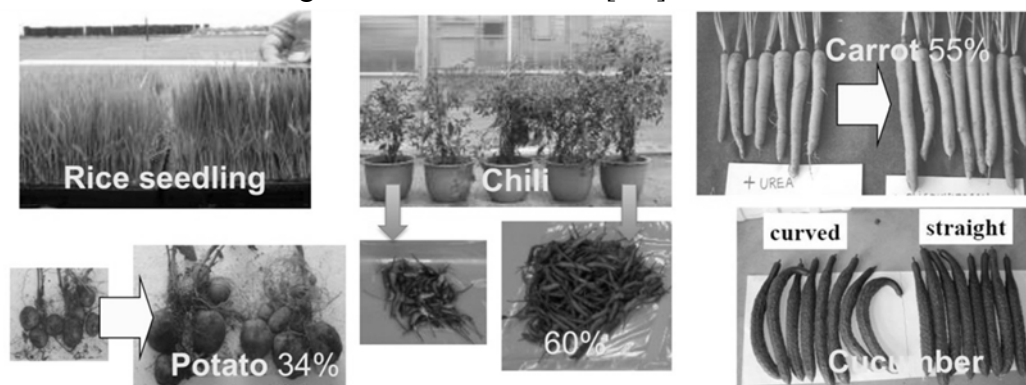 Rice seedling
Chili
Carrot 55%
+ UREA
curved
straight
Potato 34%
60%
Cucumber